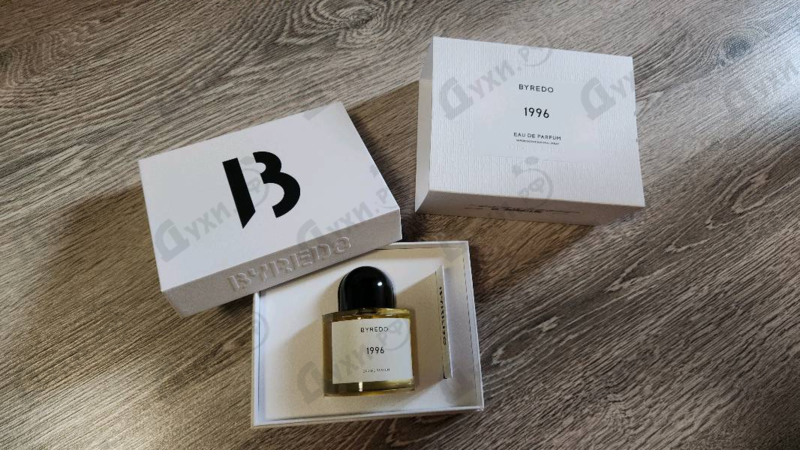 BYREDO
1996
EAU DE PARFUM
B
BYREDO
BYREDO
1996
Духи.рф